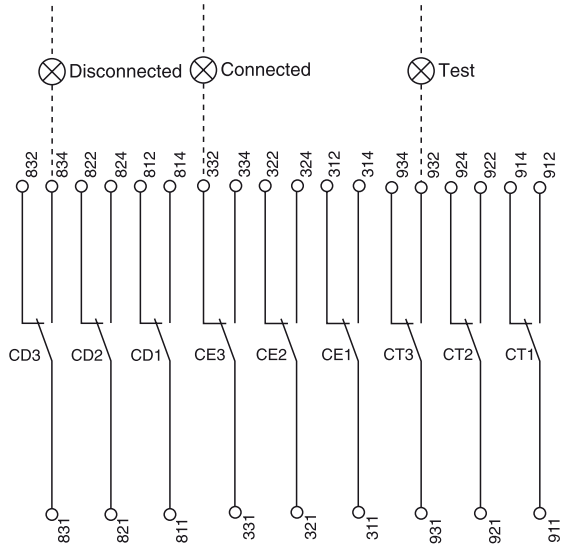 Disconnected Connected Test
832 834 822 824 812 814 332 334 322 324 312 314 934 932 924 922 914 912
CD3 CD2 CD1 CE3 CE2 CE1 CT3 CT2 CT1
831 821 811 331 321 311 931 921 911